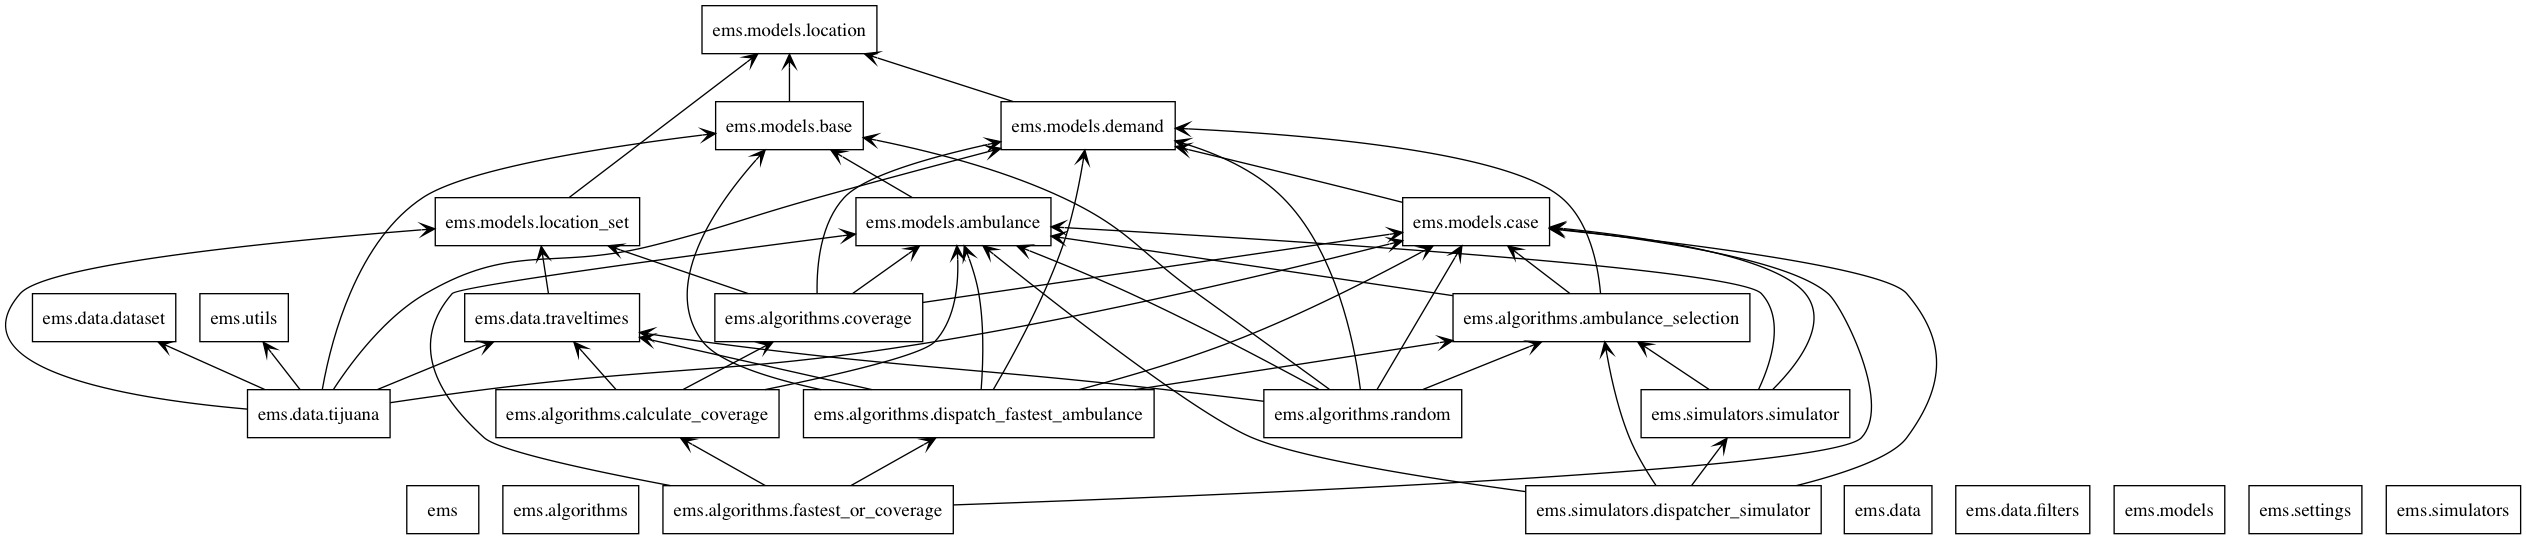 ems.models.location
ems.models.base
ems.models.demand
ems.models.location_set
ems.models.ambulance
ems.models.case
ems.data.dataset
ems.utils
ems.data.traveltimes
ems.algorithms.coverage
ems.algorithms.ambulance_selection
ems.data.tijuana
ems.algorithms.calculate_coverage
ems.algorithms.dispatch_fastest_ambulance
ems.algorithms.random
ems.simulators.simulator
ems
ems.algorithms
ems.algorithms.fastest_or_coverage
ems.simulators.dispatcher_simulator
ems.data
ems.data.filters
ems.models
ems.settings
ems.simulators